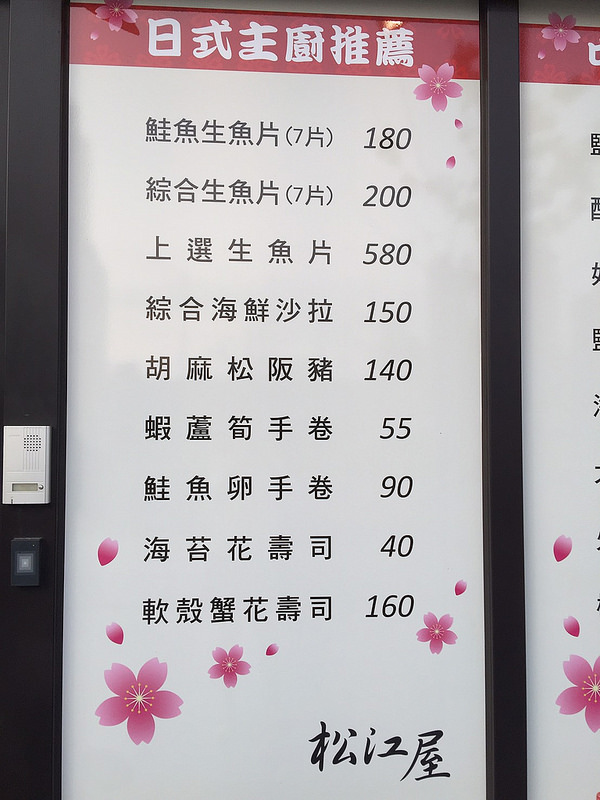 日式主廚推薦
鮭魚生魚片(7片) 180
綜合生魚片(7片) 200
上選生魚片 580
綜合海鮮沙拉 150
胡麻松阪豬 140
蝦蘆筍手卷 55
鮭魚卵手卷 90
海苔花壽司 40
軟殼蟹花壽司 160
松江屋